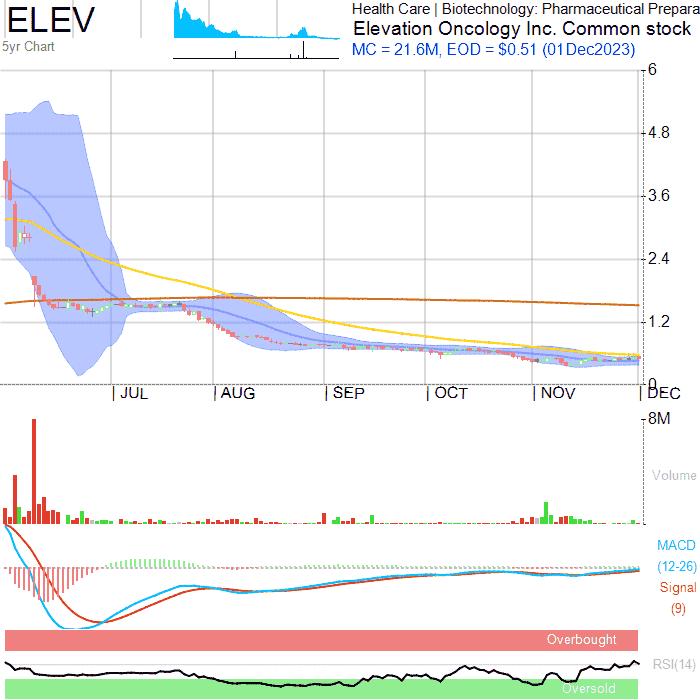 ELEV
5yr Chart
Health Care | Biotechnology: Pharmaceutical Prepara
Elevation Oncology Inc. Common stock
MC = 21.6M, EOD = $0.51 (01Dec2023)
6
4.8
3.6
2.4
1.2
0
| JUL
| AUG
| SEP
| OCT
| NOV
| DEC
8M
Volume
MACD
(12-26)
Signal
(9)
Overbought
RSI(14)
Oversold